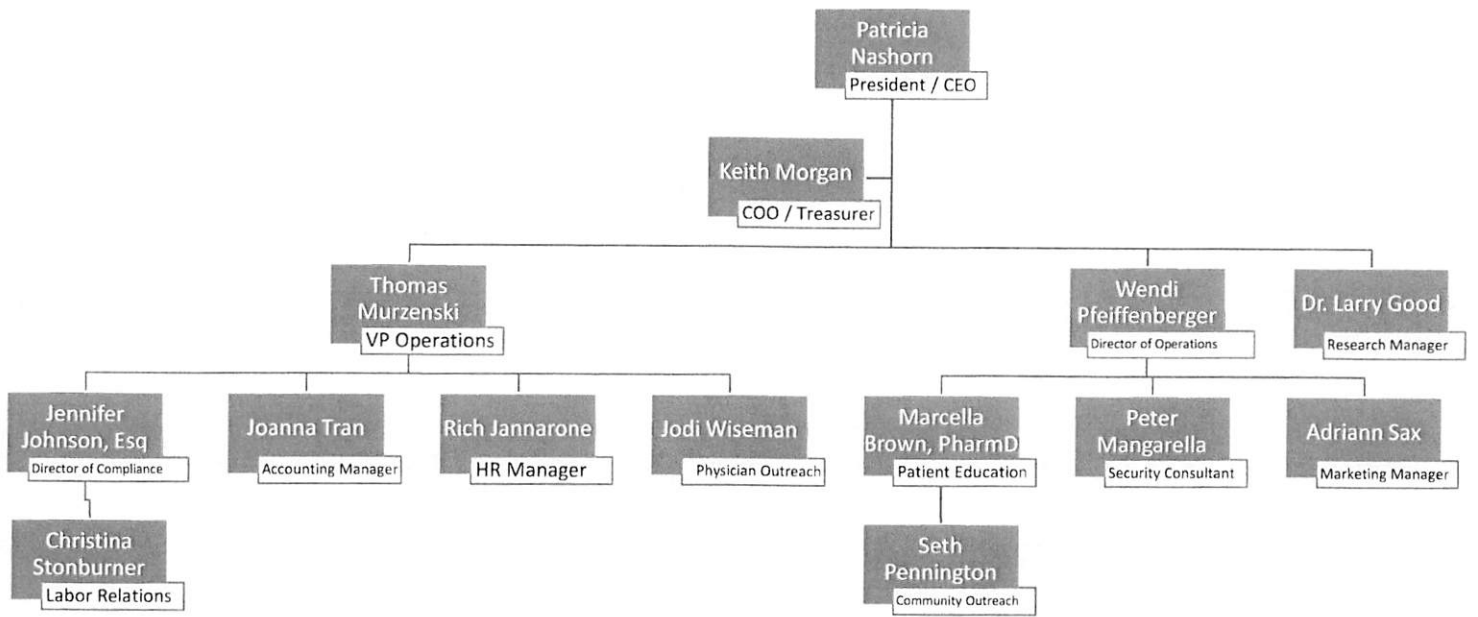 Patricia
Nashorn
President / CEO
Keith Morgan
COO / Treasurer
Thomas
Murzenski
VP Operations
Wendi
Pfeiffenberger
Director of Operations
Dr. Larry Good
Research Manager
Jennifer
Johnson, Esq
Director of Compliance
Joanna Tran
Accounting Manager
Rich Jannarone
HR Manager
Jodi Wiseman
Physician Outreach
Marcella
Brown, PharmD
Patient Education
Peter
Mangarella
Security Consultant
Adriann Sax
Marketing Manager
Christina
Stonburner
Labor Relations
Seth
Pennington
Community Outreach